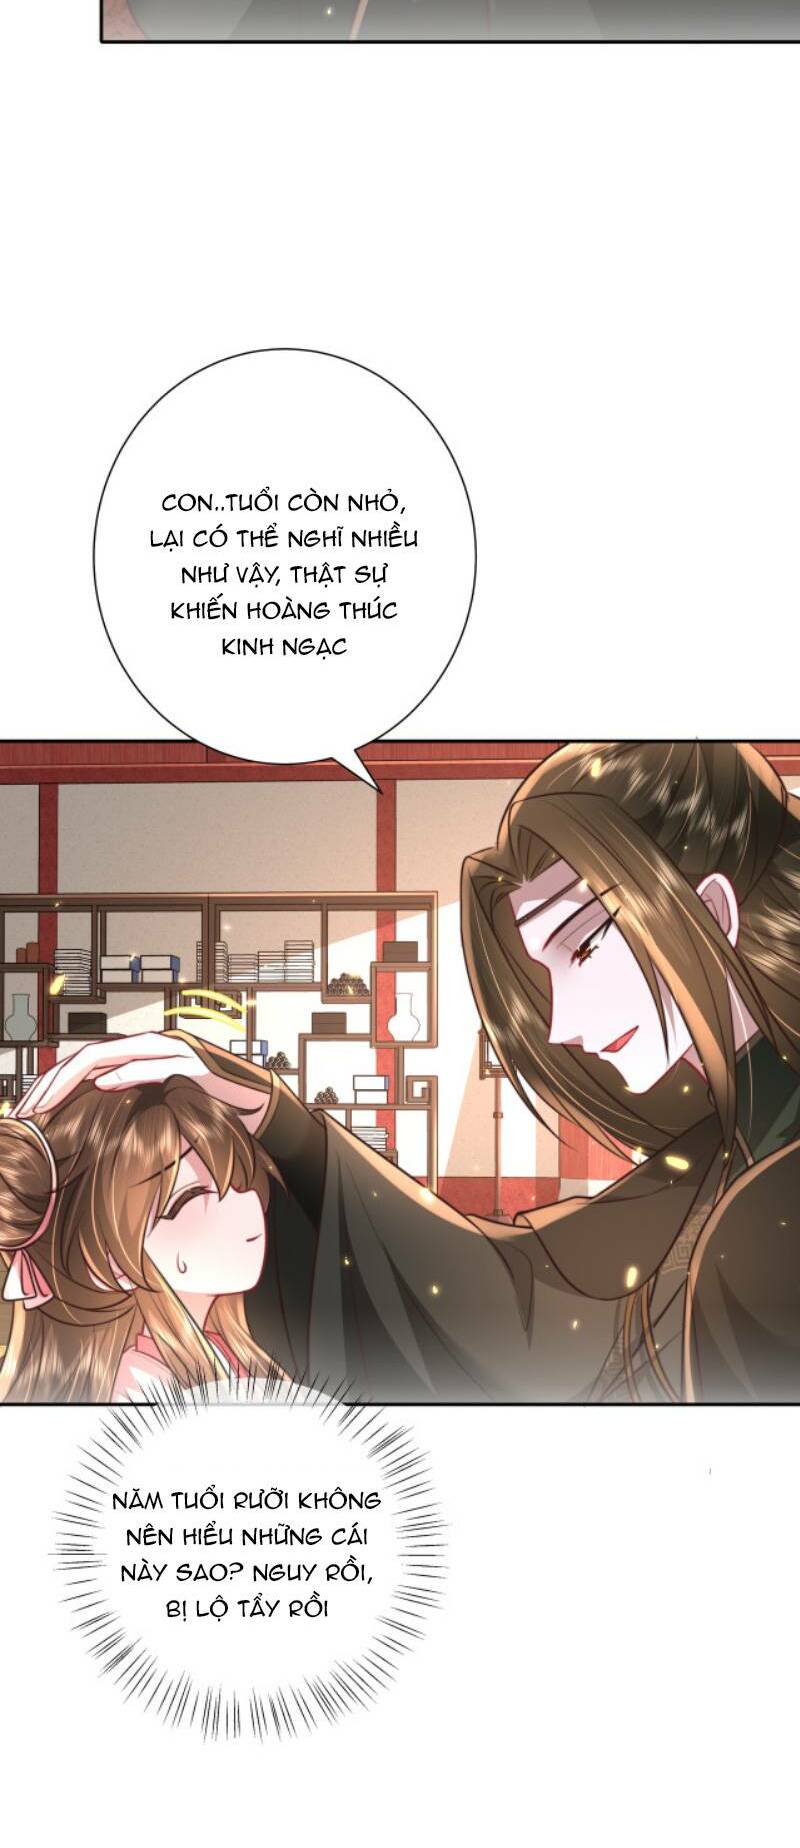 CON..TUỔI CÒN NHỎ,
LẠI CÓ THỂ NGHĨ NHIỀU
NHƯ VẬY, THẬT SỰ
KHIẾN HOÀNG THÚC
KINH NGẠC
NĂM TUỔI RƯỠI KHÔNG
NÊN HIỂU NHỮNG CÁI
NÀY SAO? NGUY RỒI,
BỊ LỘ TẨY RỒI